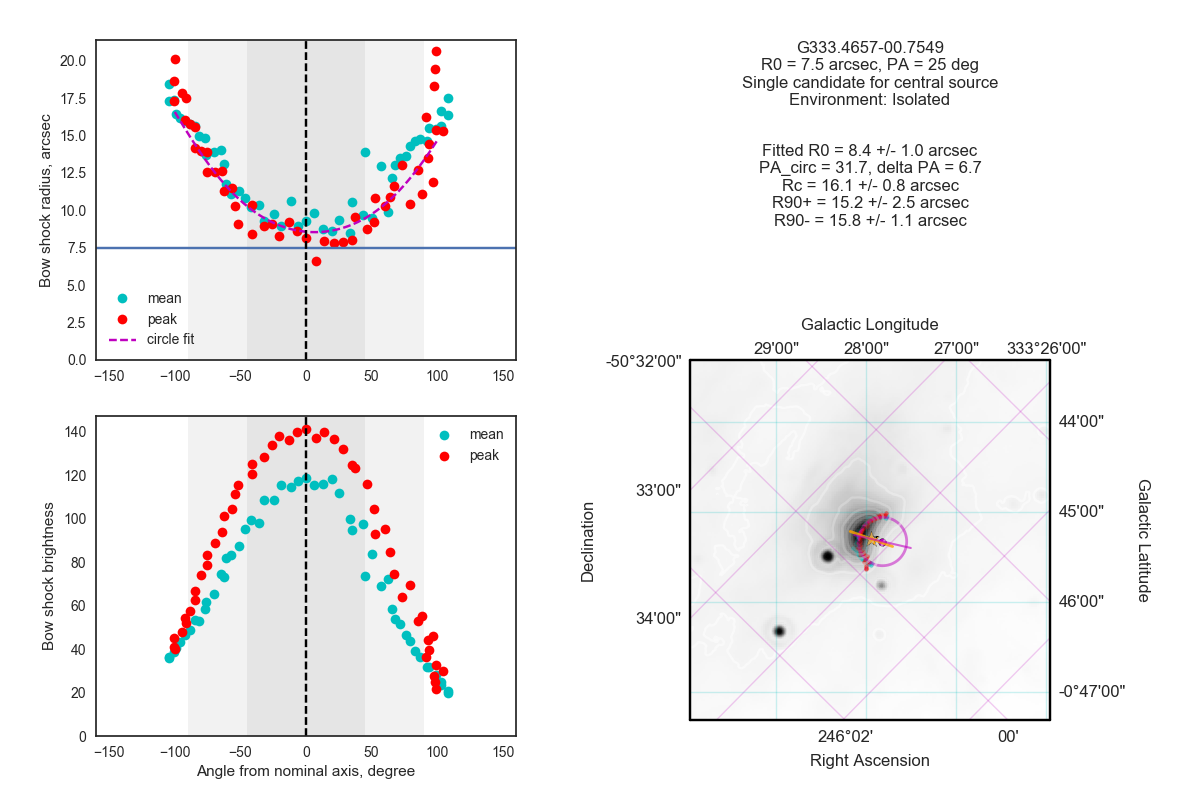 20.0
17.5
15.0
12.5
10.0
7.5
5.0
2.5
0.0
Bow shock radius, arcsec
mean
peak
circle fit
−150
−100
−50
0
50
100
150
140
120
100
80
60
40
20
0
Bow shock brightness
mean
peak
−150
−100
−50
0
50
100
150
Angle from nominal axis, degree
G333.4657-00.7549
R0 = 7.5 arcsec, PA = 25 deg
Single candidate for central source
Environment: Isolated
Fitted R0 = 8.4 +/- 1.0 arcsec
PA_circ = 31.7, delta PA = 6.7
Rc = 16.1 +/- 0.8 arcsec
R90+ = 15.2 +/- 2.5 arcsec
R90- = 15.8 +/- 1.1 arcsec
Galactic Longitude
29'00"
28'00"
27'00"
333°26'00"
-50°32'00"
33'00"
34'00"
Declination
44'00"
45'00"
46'00"
-0°47'00"
Galactic Latitude
246°02'
00'
Right Ascension